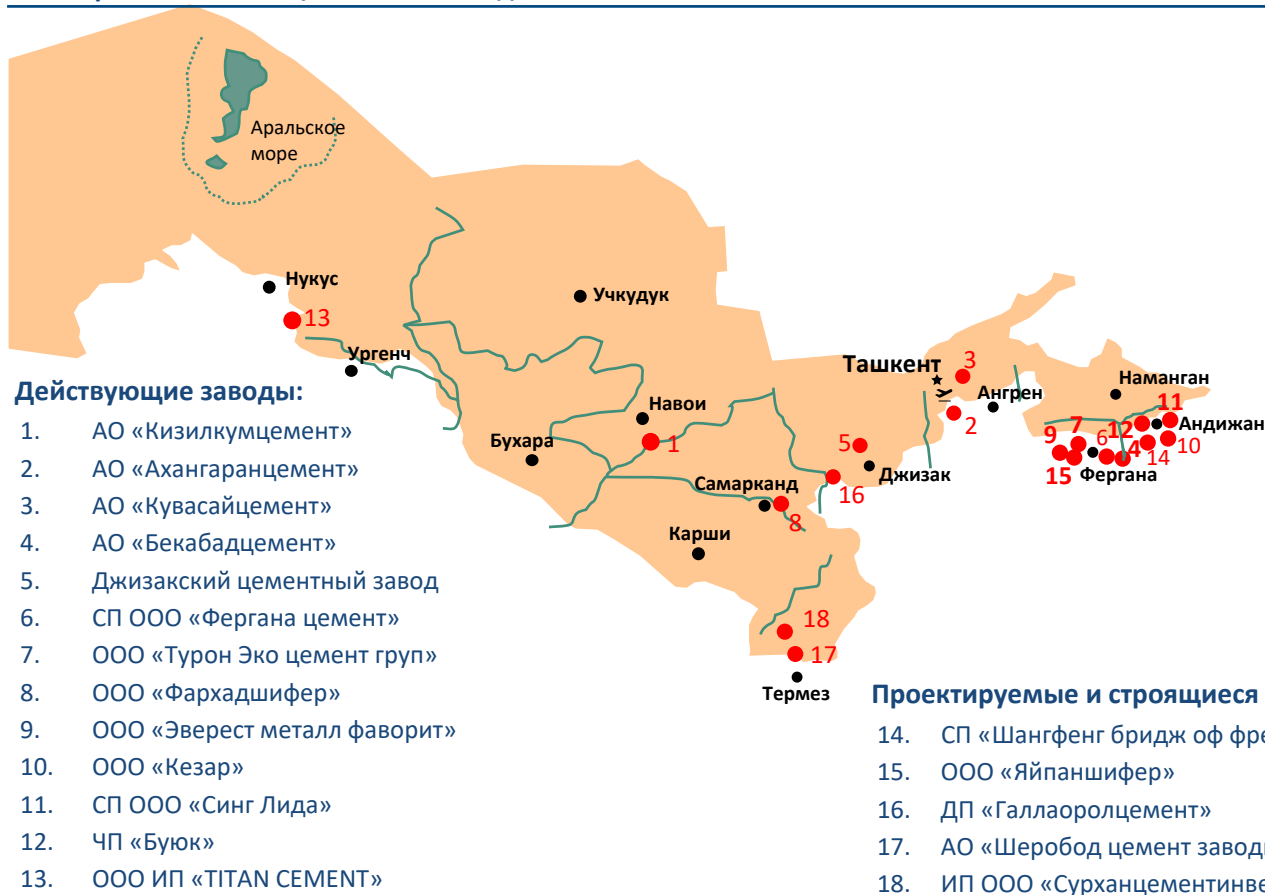 Аральское
море
Нукус
13
Учкудук
Ургенч
Ташкент
3
Ангрен
2
Наманган
11
Андижан
12
10
14
4
6
7
9
15
Фергана
Навои
1
Бухара
5
Джизак
16
Самарканд
8
Карши
18
17
Термез
Действующие заводы:
1. АО «Кизилкумцемент»
2. АО «Ахангаранцемент»
3. АО «Кувасайцемент»
4. АО «Бекабадцемент»
5. Джизакский цементный завод
6. СП ООО «Фергана цемент»
7. ООО «Турон Эко цемент груп»
8. ООО «Фархадшифер»
9. ООО «Эверест металл фаворит»
10. ООО «Кезар»
11. СП ООО «Синг Лида»
12. ЧП «Буюк»
13. ООО ИП «TITAN CEMENT»
Проектируемые и строящиеся
14. СП «Шангфенг бридж оф фре
15. ООО «Яйпаншифер»
16. ДП «Галлаоролцемент»
17. АО «Шеробод цемент завод
18. ИП ООО «Сурханцементинве